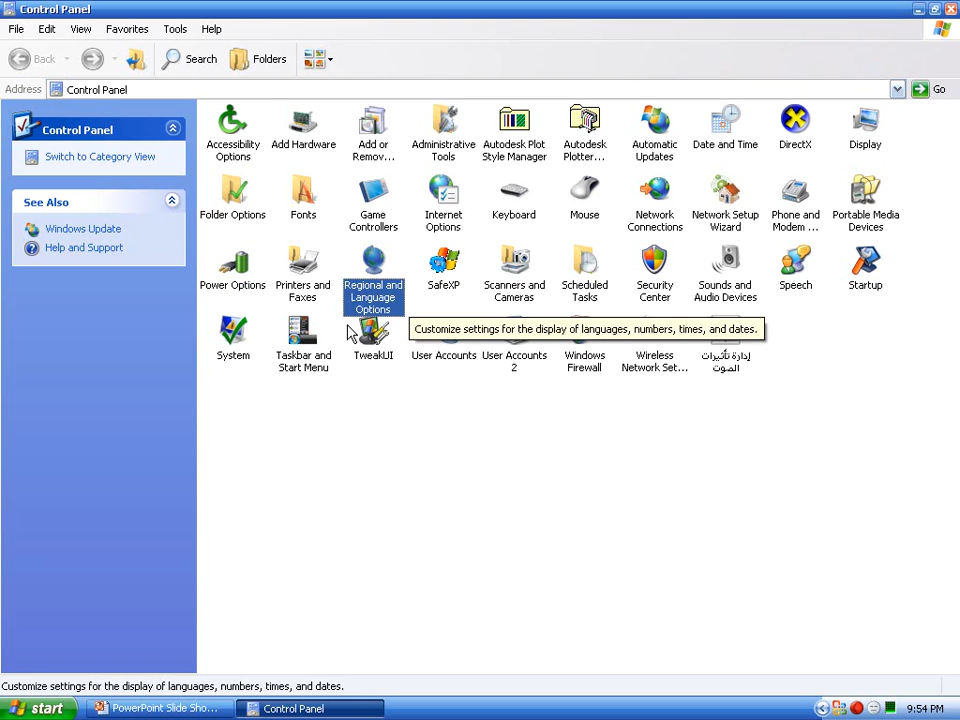 Control Panel
File Edit View Favorites Tools Help
Back Search Folders
Address Control Panel Go
Control Panel
Switch to Category View
See Also
Windows Update
Help and Support
Accessibility
Options
Add Hardware
Add or
Remov...
Administrative
Tools
Autodesk Plot
Style Manager
Autodesk
Plotter...
Automatic
Updates
Date and Time
DirectX
Display
Folder Options
Fonts
Game
Controllers
Internet
Options
Keyboard
Mouse
Network
Connections
Network Setup
Wizard
Phone and
Modem ...
Portable Media
Devices
Power Options
Printers and
Faxes
Regional and
Language
Options
SafeXP
Scanners and
Cameras
Scheduled
Tasks
Security
Center
Sounds and
Audio Devices
Speech
Startup
Customize settings for the display of languages, numbers, times, and dates.
System
Taskbar and
Start Menu
TweakUI
User Accounts
User Accounts
2
Windows
Firewall
Wireless
Network Set...
إدارة تأثيرات
الصوت
Customize settings for the display of languages, numbers, times, and dates.
start PowerPoint Slide Sho... Control Panel 9:54 PM